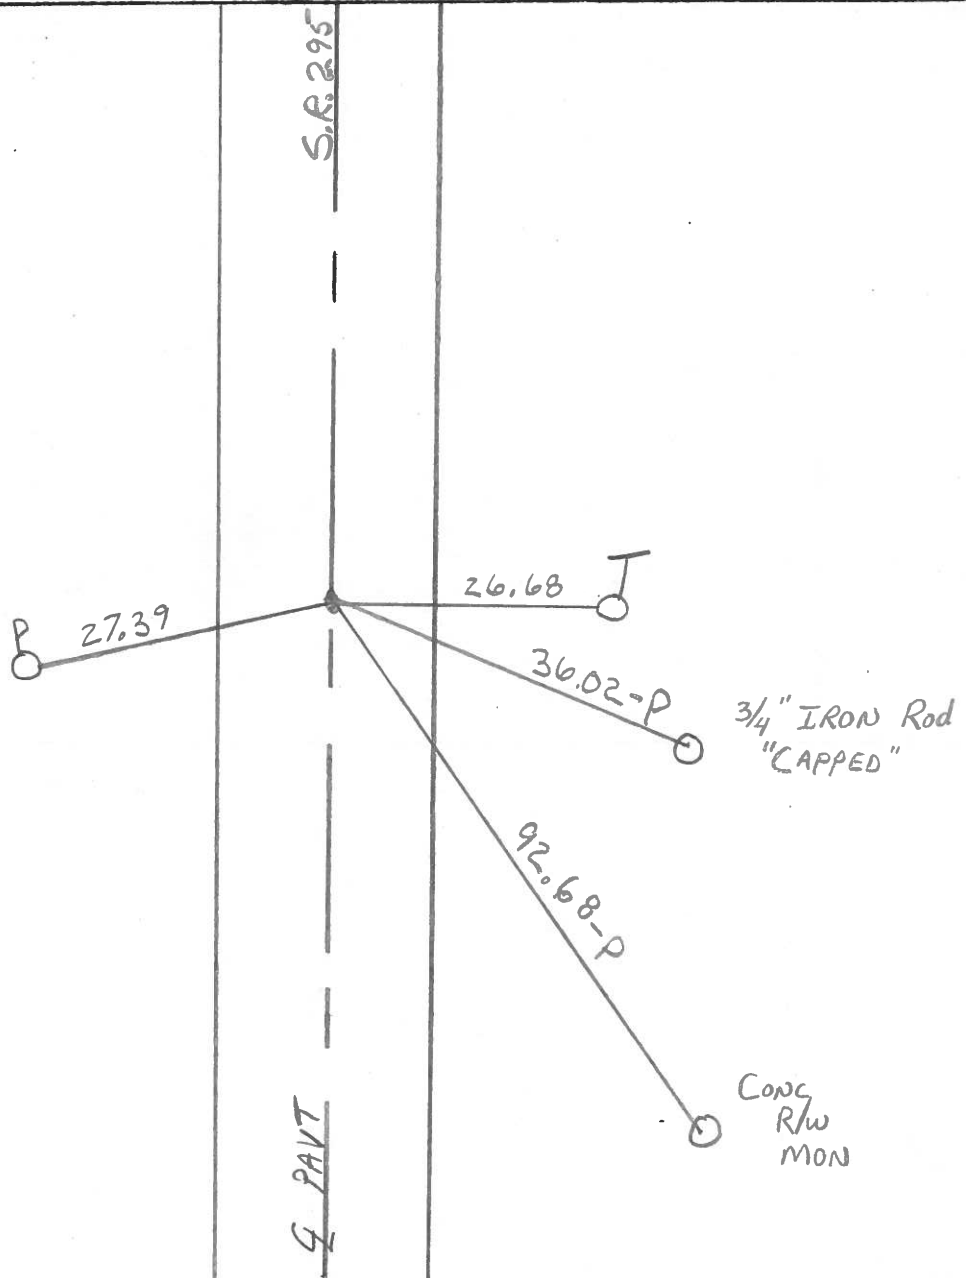 S.R. 295
26.68
P
27.39
36.02-P
3/4" IRON Rod
"CAPPED"
92.68-P
CONC
R/W
MON
℄ PAVT